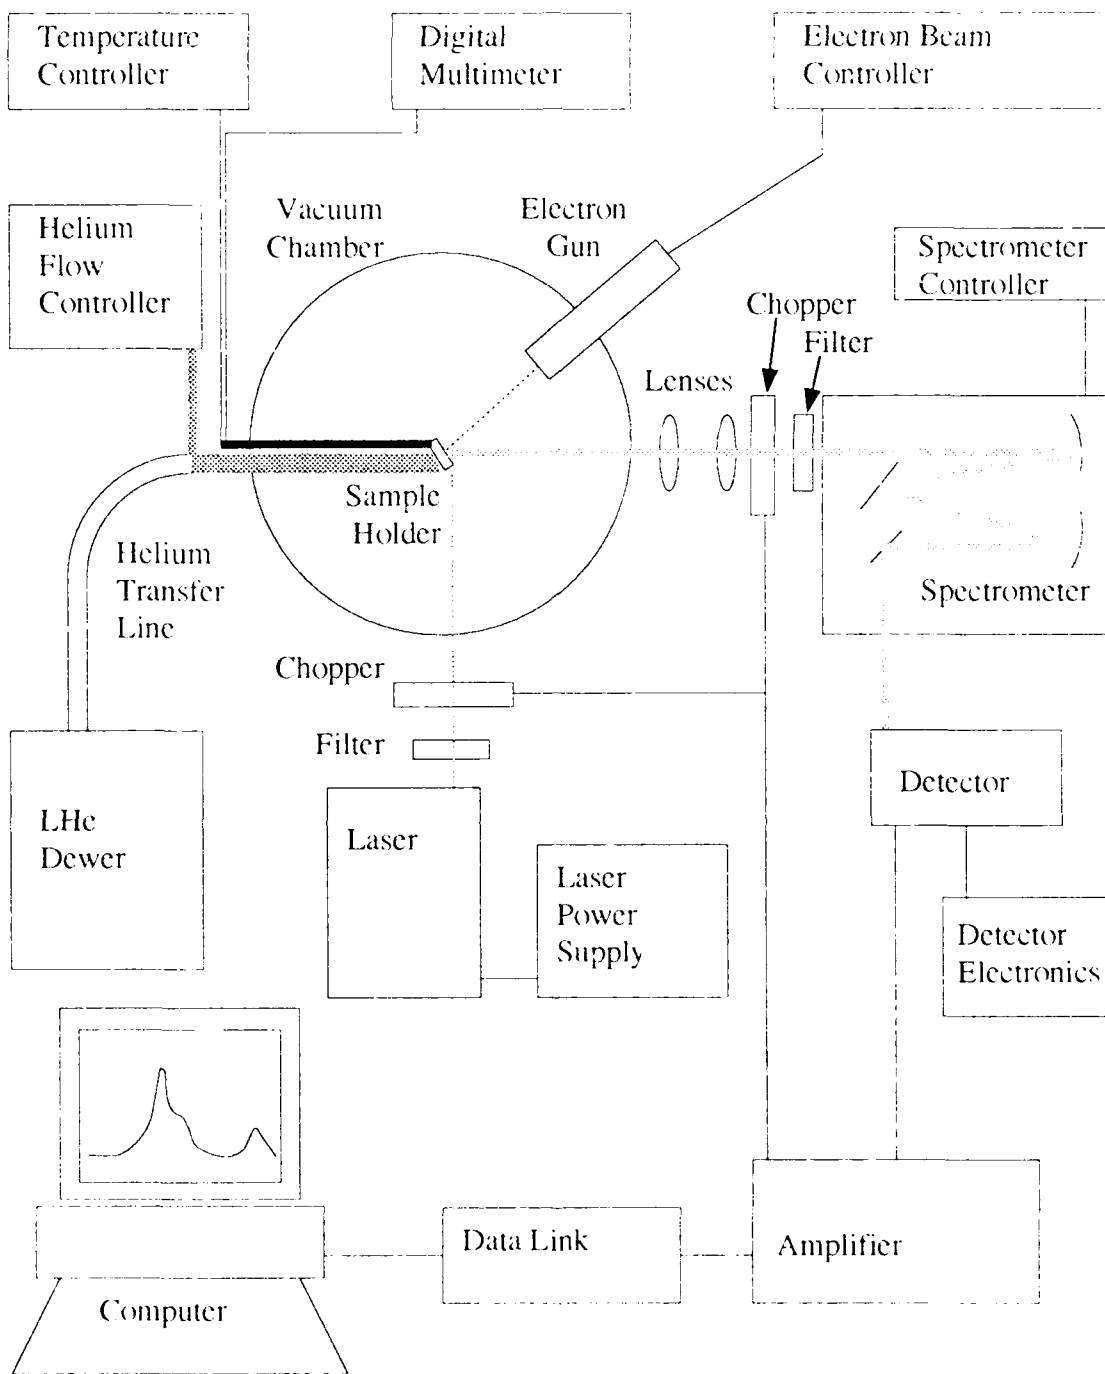 Temperature
Controller
Digital
Multimeter
Electron Beam
Controller
Helium
Flow
Controller
Vacuum
Chamber
Electron
Gun
Spectrometer
Controller
Chopper
Filter
Lenses
Sample
Holder
Helium
Transfer
Line
Spectrometer
Chopper
Filter
LHe
Dewer
Laser
Laser
Power
Supply
Detector
Detector
Electronics
Data Link
Amplifier
Computer